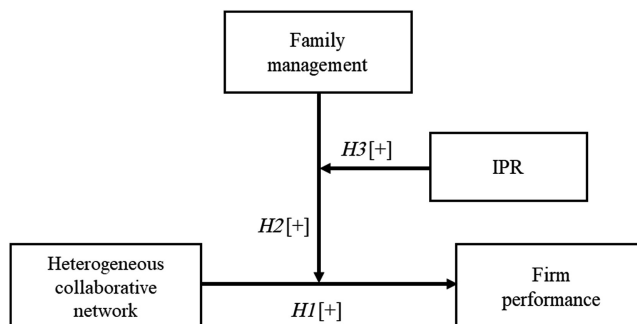 Family
management
H3[+]
IPR
H2[+]
Heterogeneous
collaborative
network
H1[+]
Firm
performance